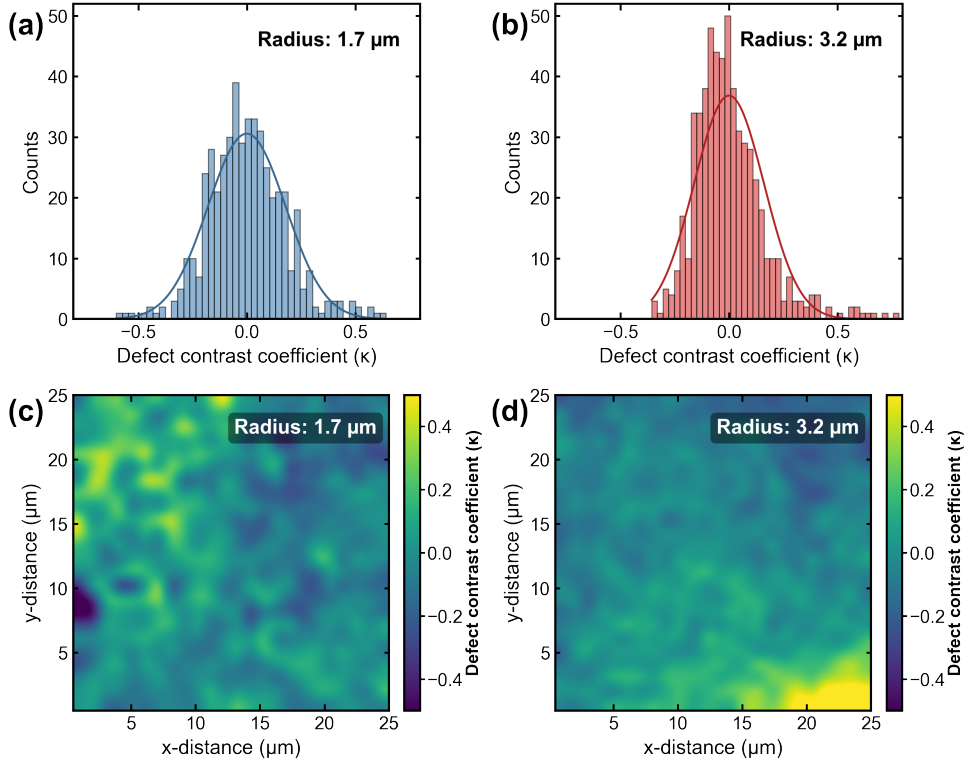 (a)
Radius: 1.7 µm
Counts
50
40
30
20
10
0
−0.5
0.0
0.5
Defect contrast coefficient (κ)
(b)
Radius: 3.2 µm
Counts
50
40
30
20
10
0
−0.5
0.0
0.5
Defect contrast coefficient (κ)
(c)
Radius: 1.7 µm
y-distance (µm)
25
20
15
10
5
5
10
15
20
25
x-distance (µm)
0.4
0.2
0.0
−0.2
−0.4
Defect contrast coefficient (κ)
(d)
Radius: 3.2 µm
y-distance (µm)
25
20
15
10
5
5
10
15
20
25
x-distance (µm)
0.4
0.2
0.0
−0.2
−0.4
Defect contrast coefficient (κ)